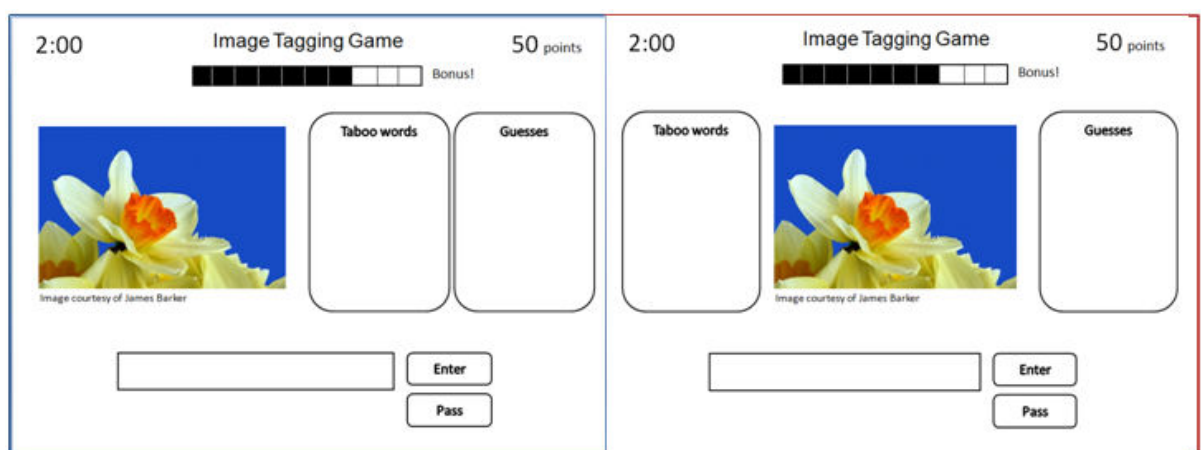 2:00 Image Tagging Game 50 points
Bonus!
Taboo words Guesses
Image courtesy of James Barker
Enter
Pass
2:00 Image Tagging Game 50 points
Bonus!
Taboo words Guesses
Image courtesy of James Barker
Enter
Pass